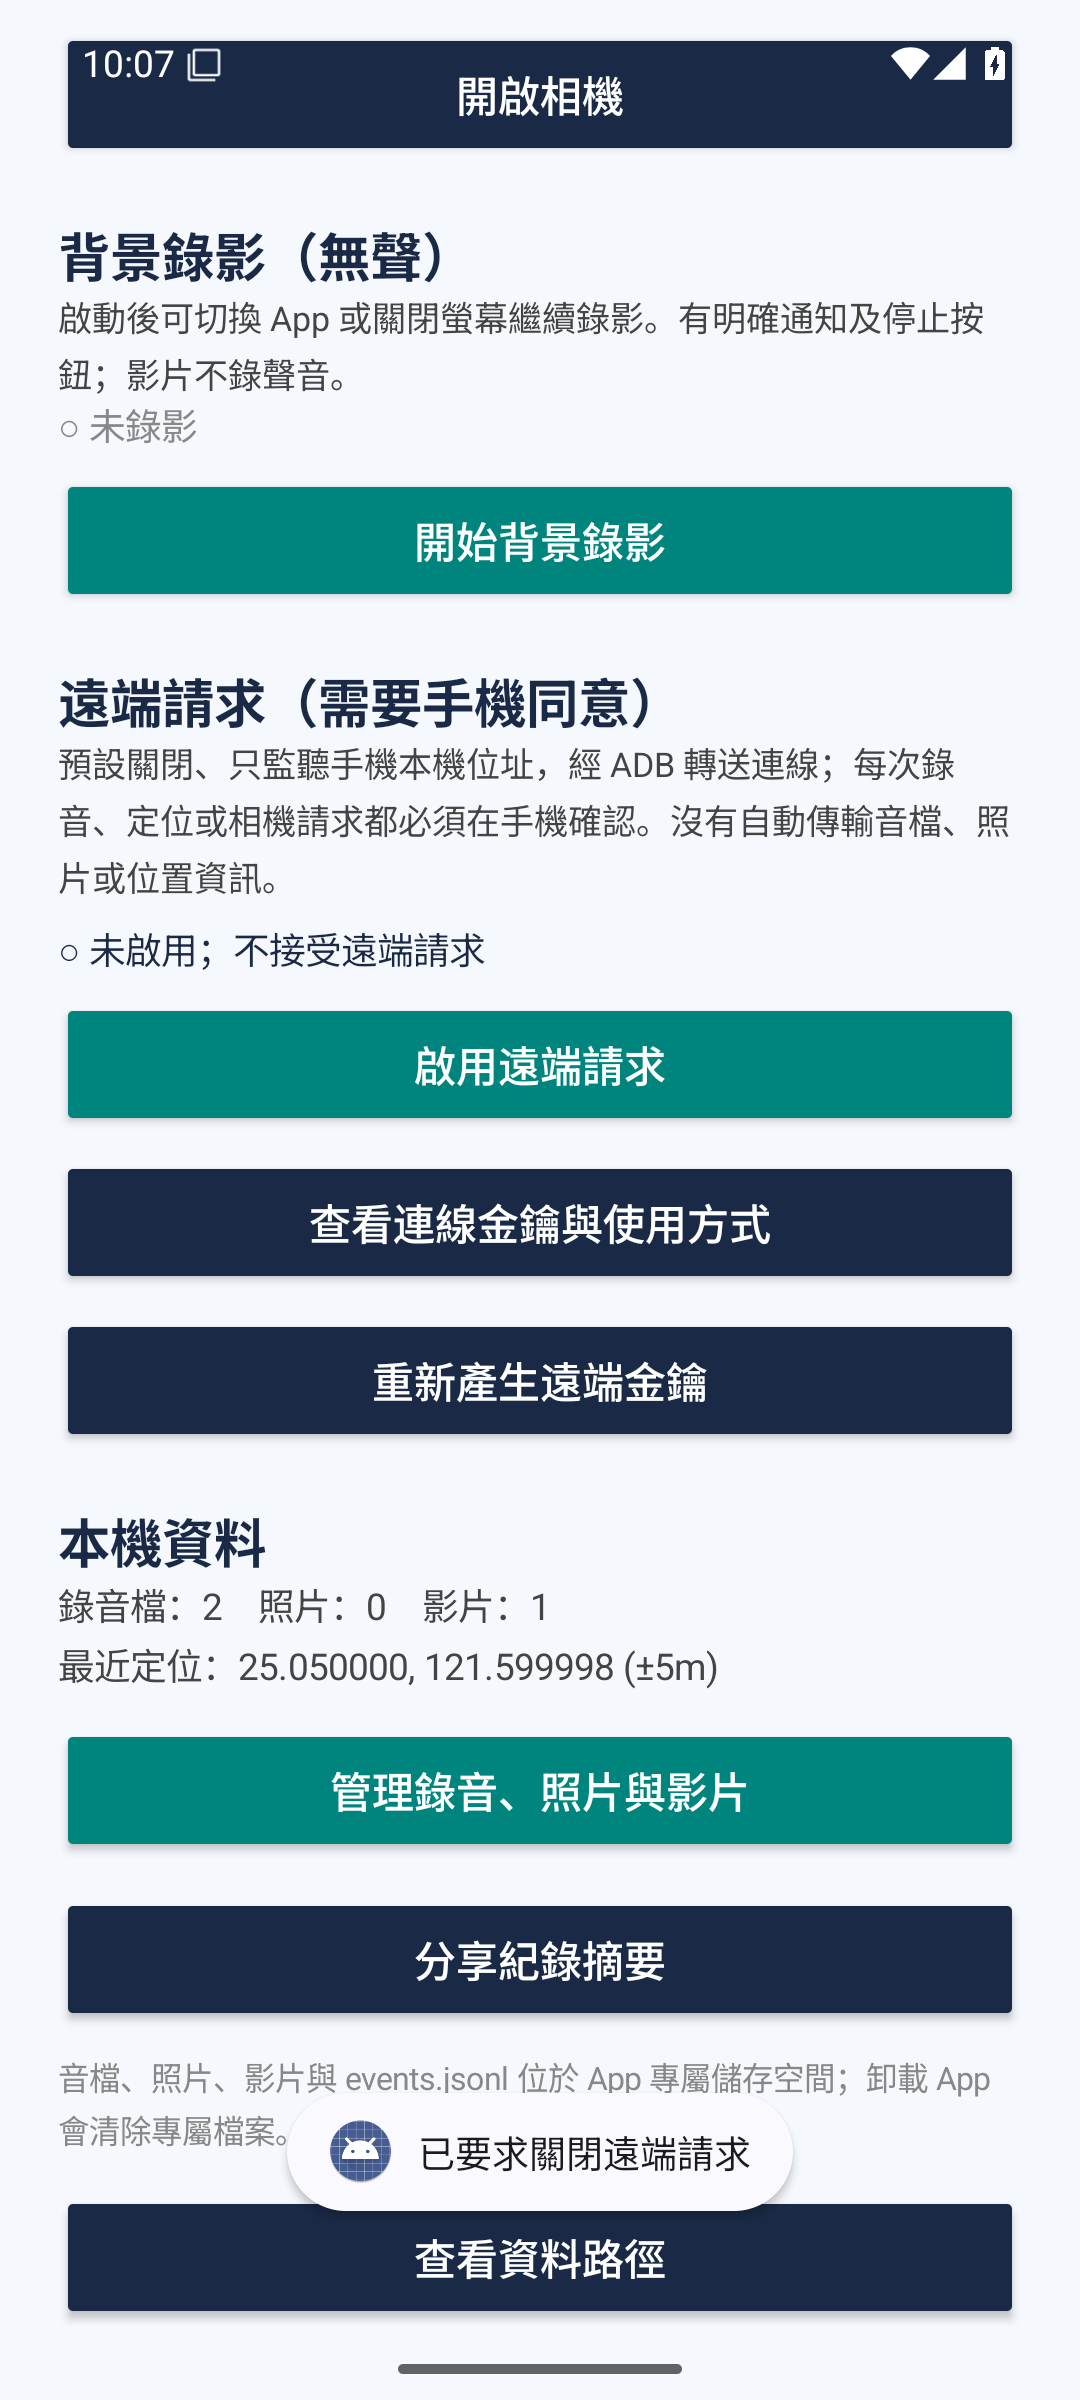 10:07
開啟相機
背景錄影（無聲）
啟動後可切換 App 或關閉螢幕繼續錄影。有明確通知及停止按
鈕；影片不錄聲音。
○ 未錄影
開始背景錄影
遠端請求（需要手機同意）
預設關閉、只監聽手機本機位址，經 ADB 轉送連線；每次錄
音、定位或相機請求都必須在手機確認。沒有自動傳輸音檔、照
片或位置資訊。
○ 未啟用；不接受遠端請求
啟用遠端請求
查看連線金鑰與使用方式
重新產生遠端金鑰
本機資料
錄音檔：2　照片：0　影片：1
最近定位：25.050000, 121.599998 (±5m)
管理錄音、照片與影片
分享紀錄摘要
音檔、照片、影片與 events.jsonl 位於 App 專屬儲存空間；卸載 App
會清除專屬檔案。
已要求關閉遠端請求
查看資料路徑